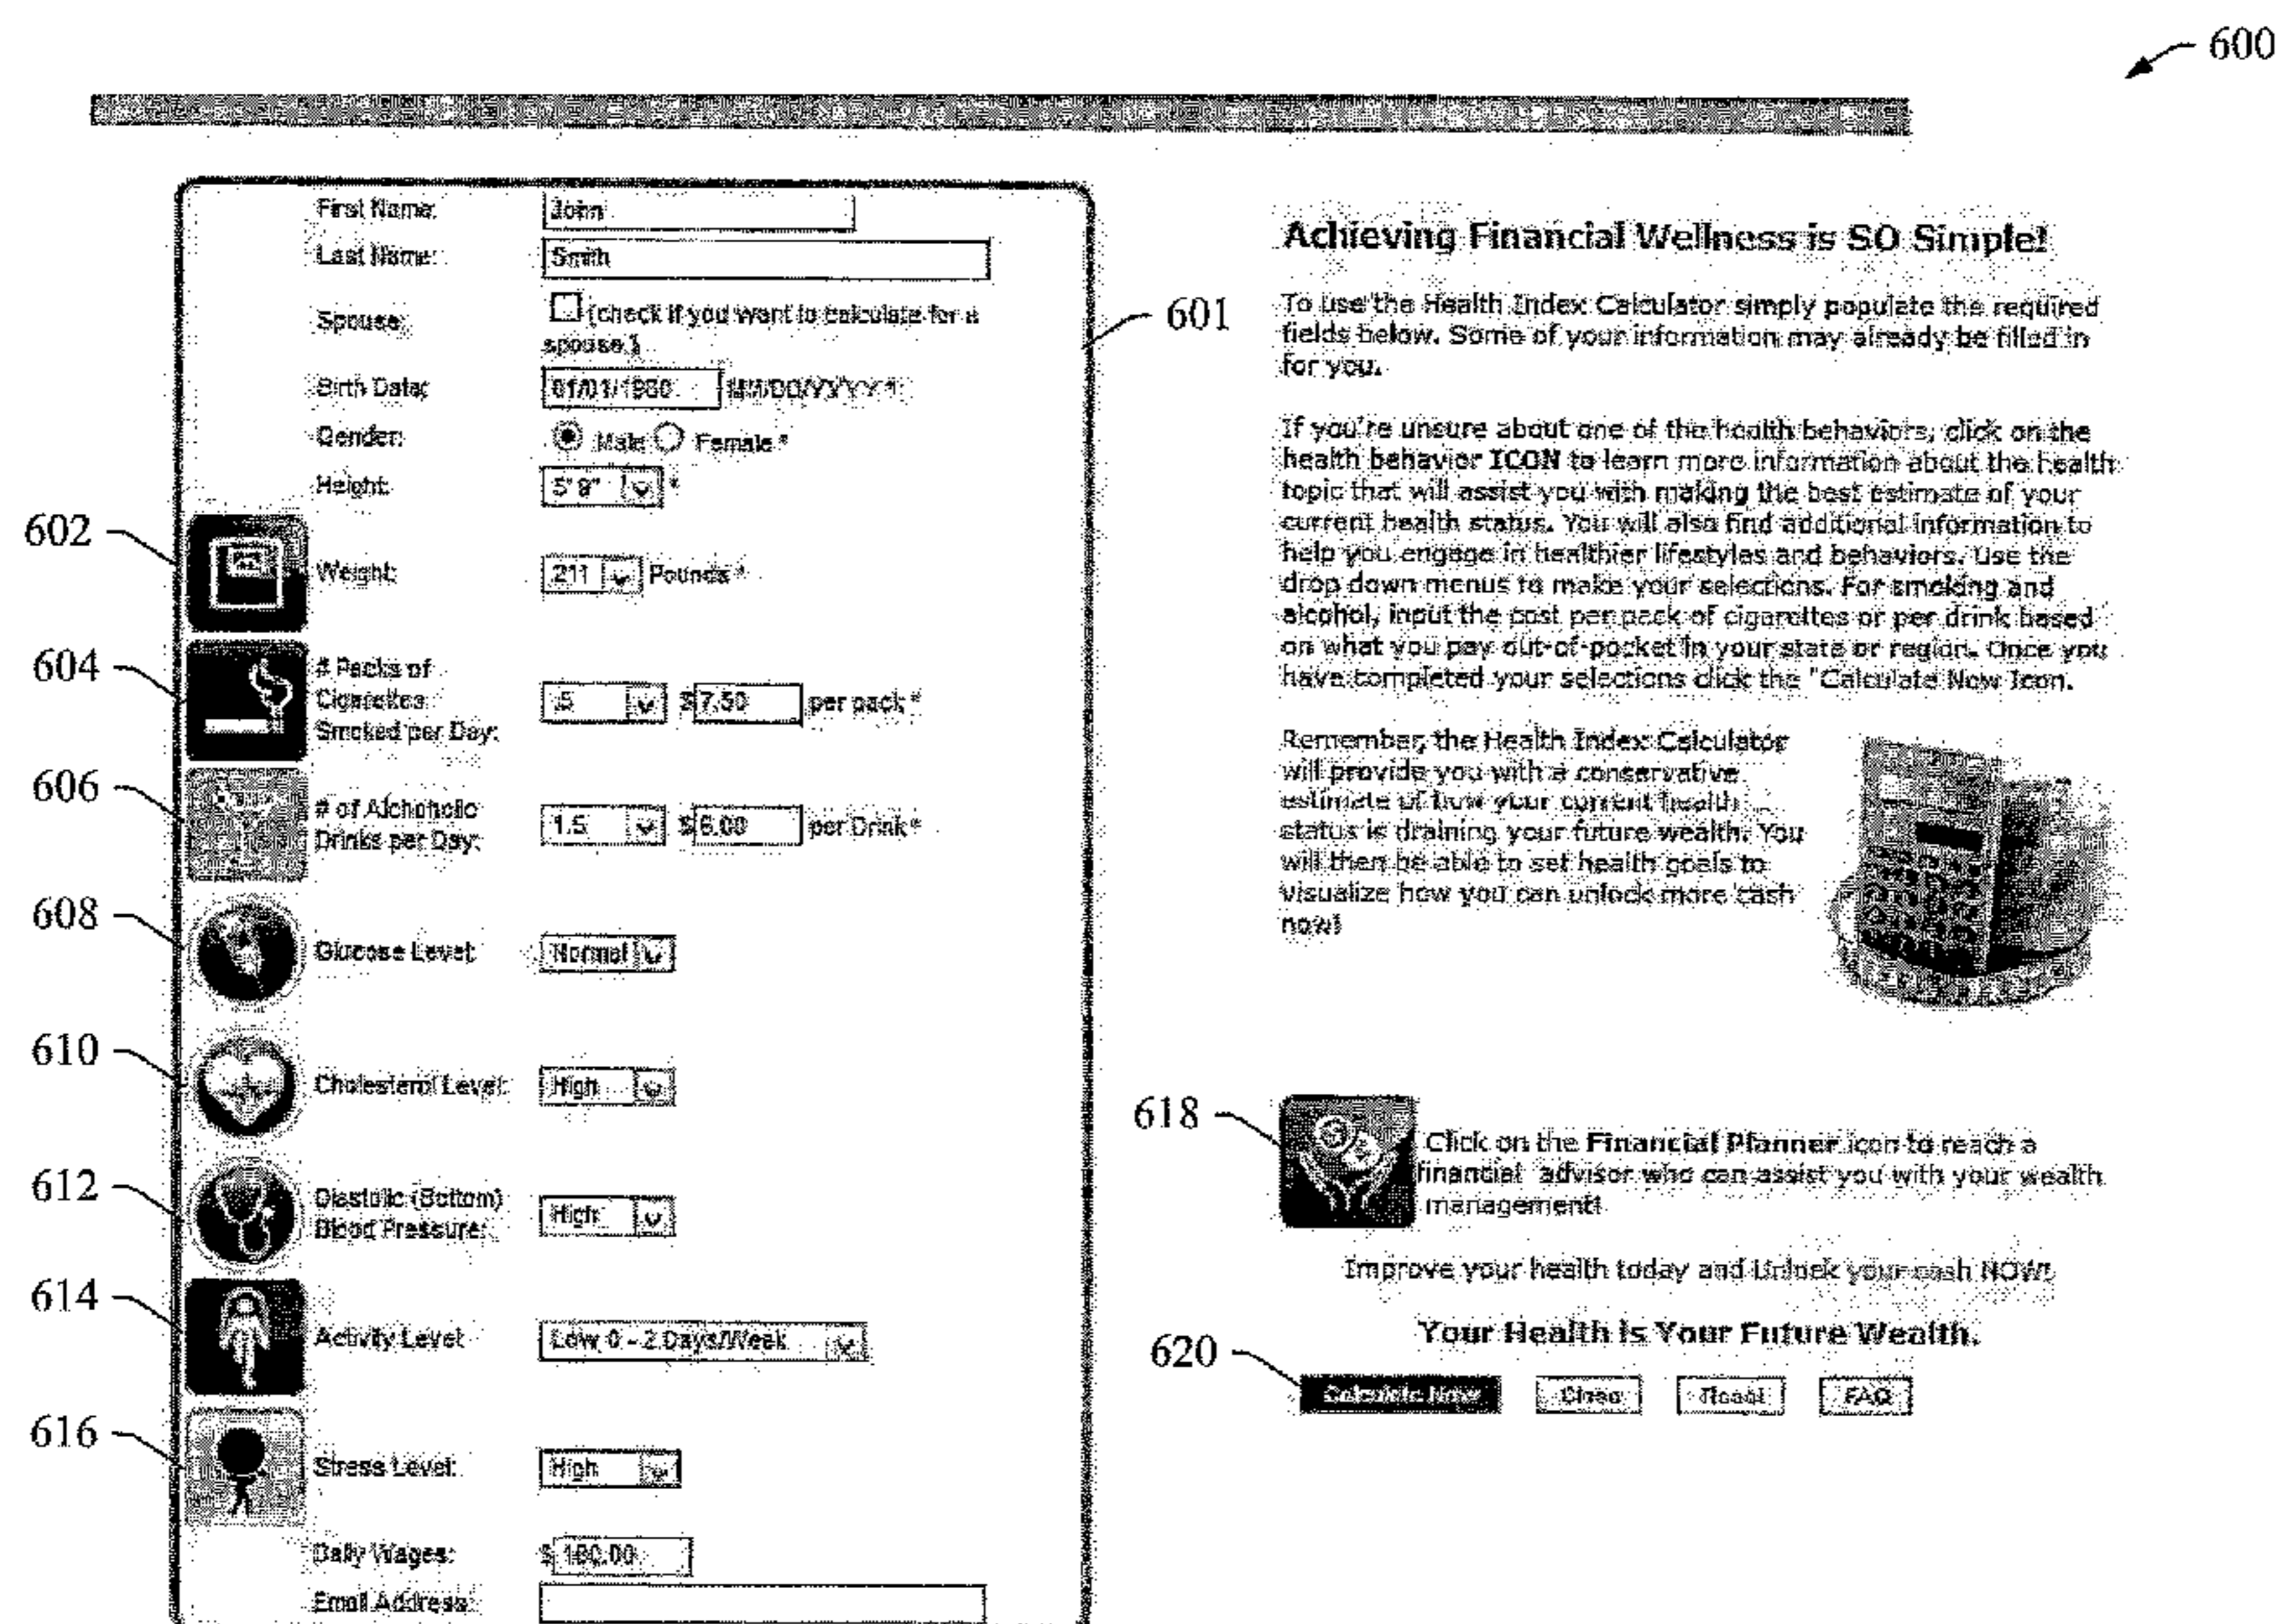 600
First Name: John
Last Name: Smith
Spouse: (check if you want to calculate for a
spouse.)
Birth Date: MM/DD/YYYY *
Gender: Male Female *
Height: *
Weight: 211 Pounds *
# Packs of
Cigarettes
Smoked per Day: .5 $ 7.50 per pack *
# of Alchoholic
Drinks per Day: 1.5 $ 6.00 per Drink *
Glucose Level: Normal
Cholesterol Level: High
Diastolic (Bottom)
Blood Pressure: High
Activity Level Low 0 - 2 Days/Week
Stress Level: High
Daily Wages: $
Email Address:
601
602
604
606
608
610
612
614
616
Achieving Financial Wellness is SO Simple!
To use the Health Index Calculator simply populate the required
fields below. Some of your information may already be filled in
for you.
If you're unsure about one of the health behaviors, click on the
health behavior ICON to learn more information about the health
topic that will assist you with making the best estimate of your
current health status. You will also find additional information to
help you engage in healthier lifestyles and behaviors. Use the
drop down menus to make your selections. For smoking and
alcohol, input the cost per pack of cigarettes or per drink based
on what you pay out-of-pocket in your state or region. Once you
have completed your selections click the "Calculate Now Icon.
Remember, the Health Index Calculator
will provide you with a conservative
estimate of how your current health
status is draining your future wealth. You
will then be able to set health goals to
visualize how you can unlock more cash
now!
618
Click on the Financial Planner icon to reach a
financial advisor who can assist you with your wealth
management!
Improve your health today and Unlock your cash NOW!
Your Health is Your Future Wealth.
620
Calculate Now Reset FAQ